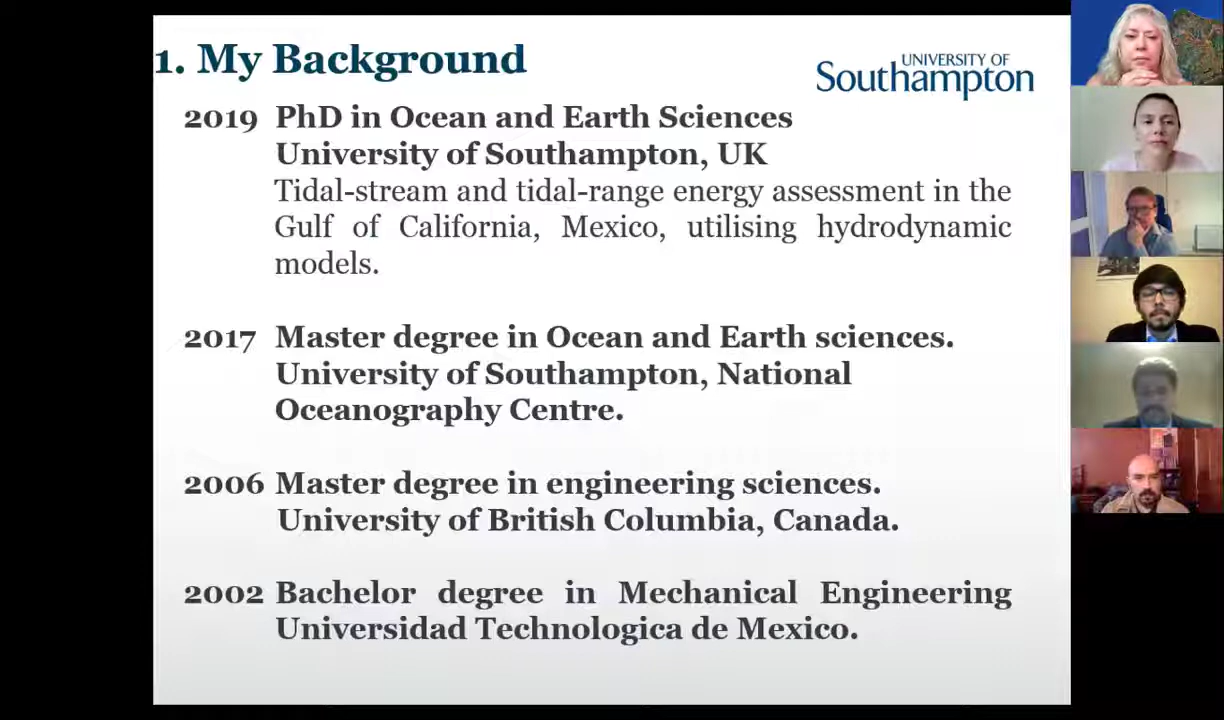 1. My Background
UNIVERSITY OF
Southampton
2019 PhD in Ocean and Earth Sciences
University of Southampton, UK
Tidal-stream and tidal-range energy assessment in the
Gulf of California, Mexico, utilising hydrodynamic
models.
2017 Master degree in Ocean and Earth sciences.
University of Southampton, National
Oceanography Centre.
2006 Master degree in engineering sciences.
University of British Columbia, Canada.
2002 Bachelor degree in Mechanical Engineering
Universidad Technologica de Mexico.